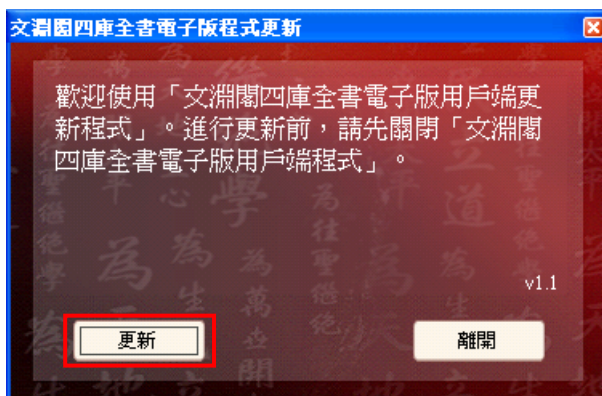 文淵閣四庫全書電子版程式更新
歡迎使用「文淵閣四庫全書電子版用戶端更
新程式」。進行更新前，請先關閉「文淵閣
四庫全書電子版用戶端程式」。
v1.1
更新
離開